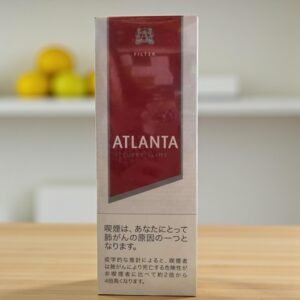 FILTER
ATLANTA
SUPER SLIMS
喫煙は、あなたにとって
肺がんの原因の一つと
なります。
疫学的な推計によると、喫煙者
は肺がんにより死亡する危険性が
非喫煙者に比べて約2倍から
4倍高くなります。